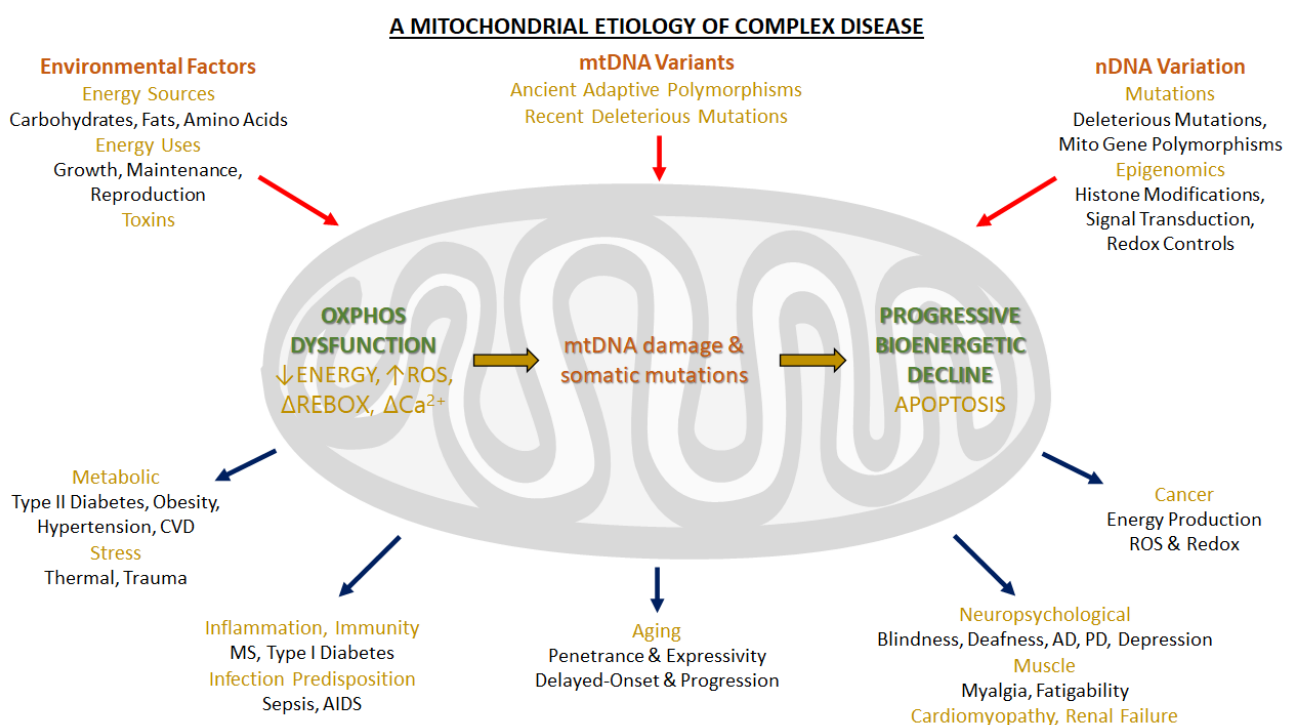 A MITOCHONDRIAL ETIOLOGY OF COMPLEX DISEASE
Environmental Factors
Energy Sources
Carbohydrates, Fats, Amino Acids
Energy Uses
Growth, Maintenance,
Reproduction
Toxins
mtDNA Variants
Ancient Adaptive Polymorphisms
Recent Deleterious Mutations
nDNA Variation
Mutations
Deleterious Mutations,
Mito Gene Polymorphisms
Epigenomics
Histone Modifications,
Signal Transduction,
Redox Controls
OXPHOS
DYSFUNCTION
↓ENERGY, ↑ROS,
ΔREBOX, ΔCa²⁺
mtDNA damage &
somatic mutations
PROGRESSIVE
BIOENERGETIC
DECLINE
APOPTOSIS
Metabolic
Type II Diabetes, Obesity,
Hypertension, CVD
Stress
Thermal, Trauma
Inflammation, Immunity
MS, Type I Diabetes
Infection Predisposition
Sepsis, AIDS
Aging
Penetrance & Expressivity
Delayed-Onset & Progression
Neuropsychological
Blindness, Deafness, AD, PD, Depression
Muscle
Myalgia, Fatigability
Cardiomyopathy, Renal Failure
Cancer
Energy Production
ROS & Redox